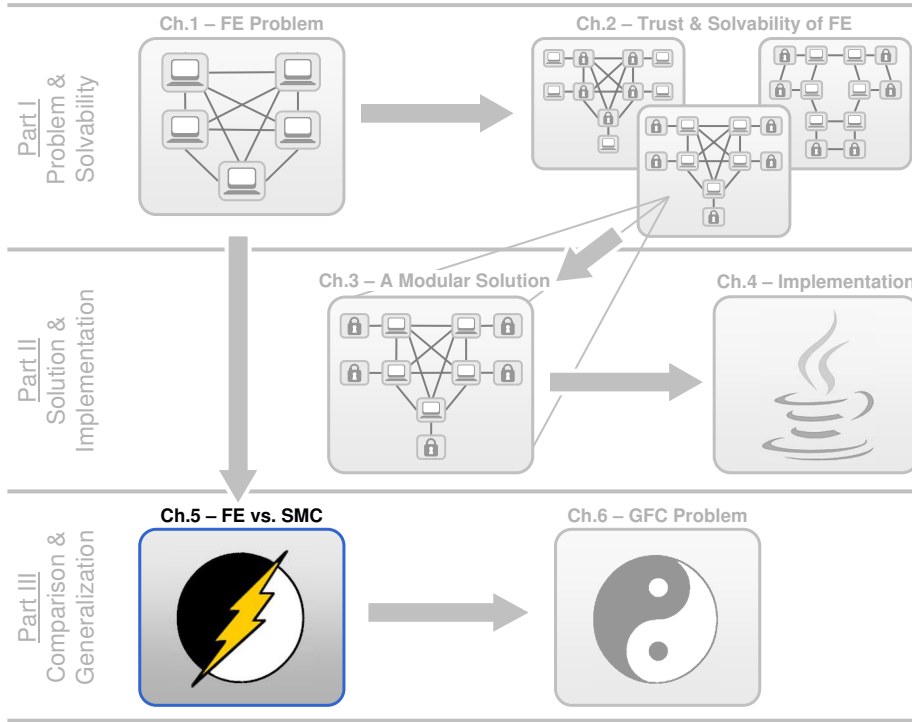 Part I
Problem &
Solvability
Ch.1 – FE Problem
Ch.2 – Trust & Solvability of FE
Part II
Solution &
Implementation
Ch.3 – A Modular Solution
Ch.4 – Implementation
Part III
Comparison &
Generalization
Ch.5 – FE vs. SMC
Ch.6 – GFC Problem